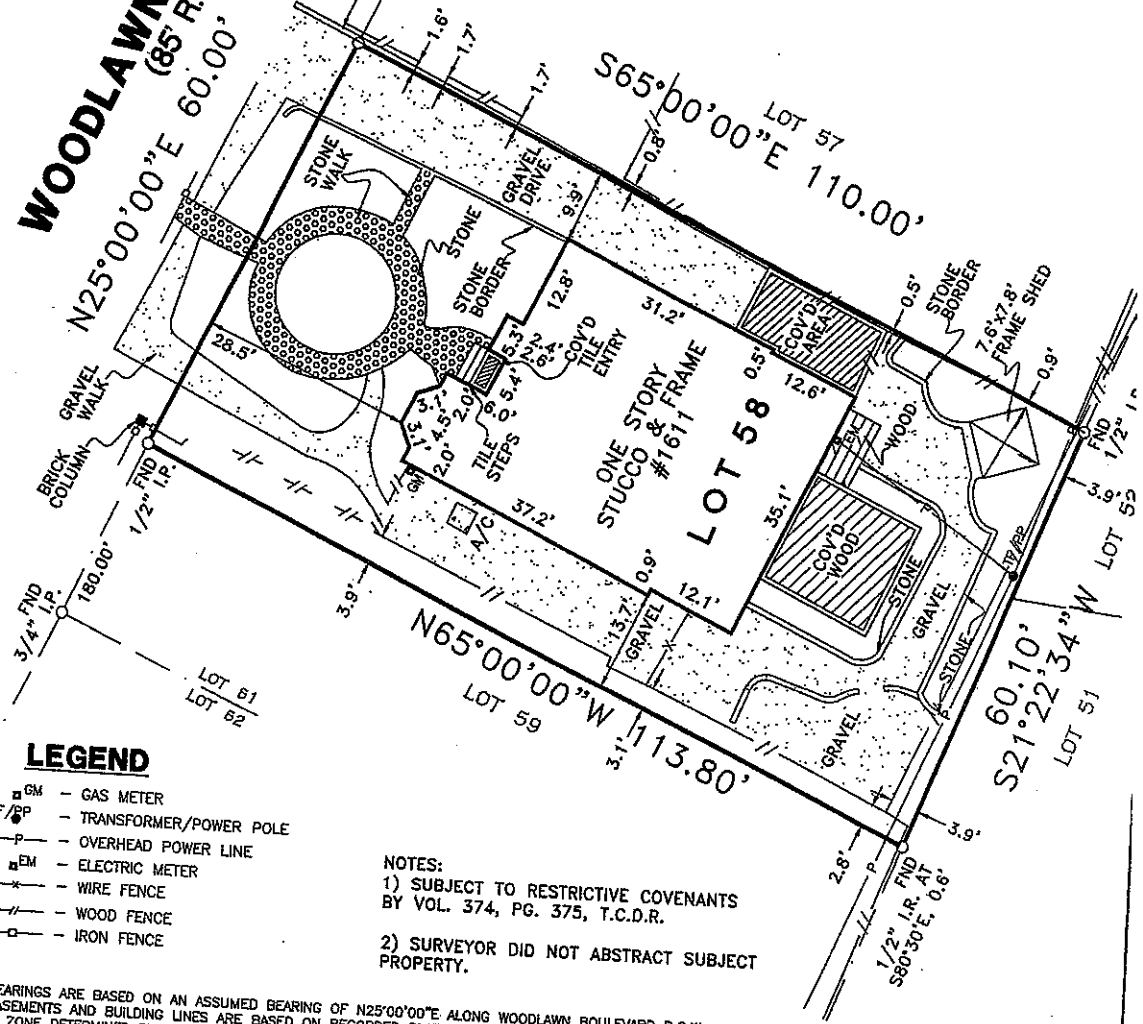 WOODLAWN
(85' R.
N25°00'00"E 60.00'
1.6'
1.7'
1.7'
S65°00'00"E 110.00'
LOT 57
0.8'
9.9'
GRAVEL
DRIVE
STONE
WALK
STONE
STONE
BORDER
12.8'
31.2'
COV'D
AREA
0.5'
STONE
BORDER
7.6'x7.8'
FRAME SHED
0.9'
FND
1/2"
3.9'
LOT 52
5.3'
2.4'
2.6'
COV'D
TILE
ENTRY
5.4'
6.0'
2.0'
3.7'
4.5'
3.1'
2.0'
TILE
STEPS
28.5'
GRAVEL
WALK
BRICK
COLUMN
FND
1/2" I.P.
180.00'
FND
3/4" I.P.
LOT 61
LOT 62
GM
A/C
37.2'
ONE STORY
STUCCO & FRAME
#1611
LOT 58
0.5'
12.6'
EM
WOOD
35.1'
COV'D
WOOD
STONE
GRAVEL
STONE
TF/PP
P
P
0.9'
12.1'
13.7'
GRAVEL
GRAVEL
3.9'
N65°00'00"W 113.80'
LOT 59
3.1'
2.8'
P
3.9'
FND
1/2" I.R. AT
S80°30'E, 0.6'
60.10'
S21°22'34"W
LOT 51
LEGEND
GM - GAS METER
F/PP - TRANSFORMER/POWER POLE
P - OVERHEAD POWER LINE
EM - ELECTRIC METER
x - WIRE FENCE
// - WOOD FENCE
- IRON FENCE
NOTES:
1) SUBJECT TO RESTRICTIVE COVENANTS
BY VOL. 374, PG. 375, T.C.D.R.
2) SURVEYOR DID NOT ABSTRACT SUBJECT
PROPERTY.
EARINGS ARE BASED ON AN ASSUMED BEARING OF N25°00'00"E ALONG WOODLAWN BOULEVARD
ASEMENTS AND BUILDING LINES ARE BASED ON
ZONE